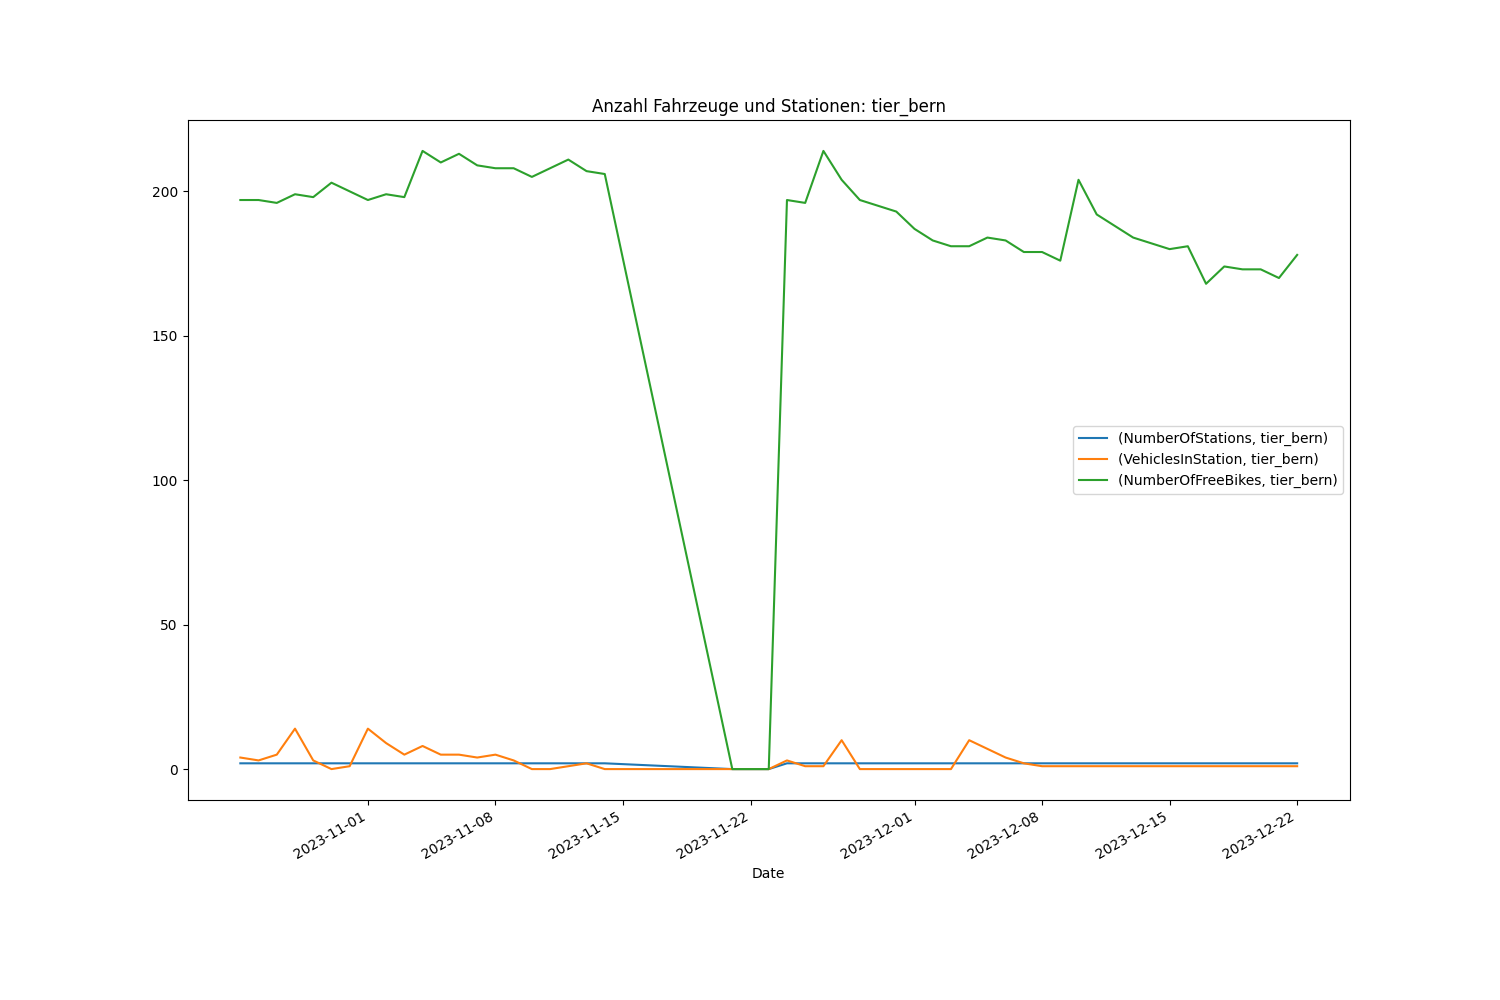 Anzahl Fahrzeuge und Stationen: tier_bern
200
150
100
50
0
(NumberOfStations, tier_bern)
(VehiclesInStation, tier_bern)
(NumberOfFreeBikes, tier_bern)
2023-11-01
2023-11-08
2023-11-15
2023-11-22
2023-12-01
2023-12-08
2023-12-15
2023-12-22
Date